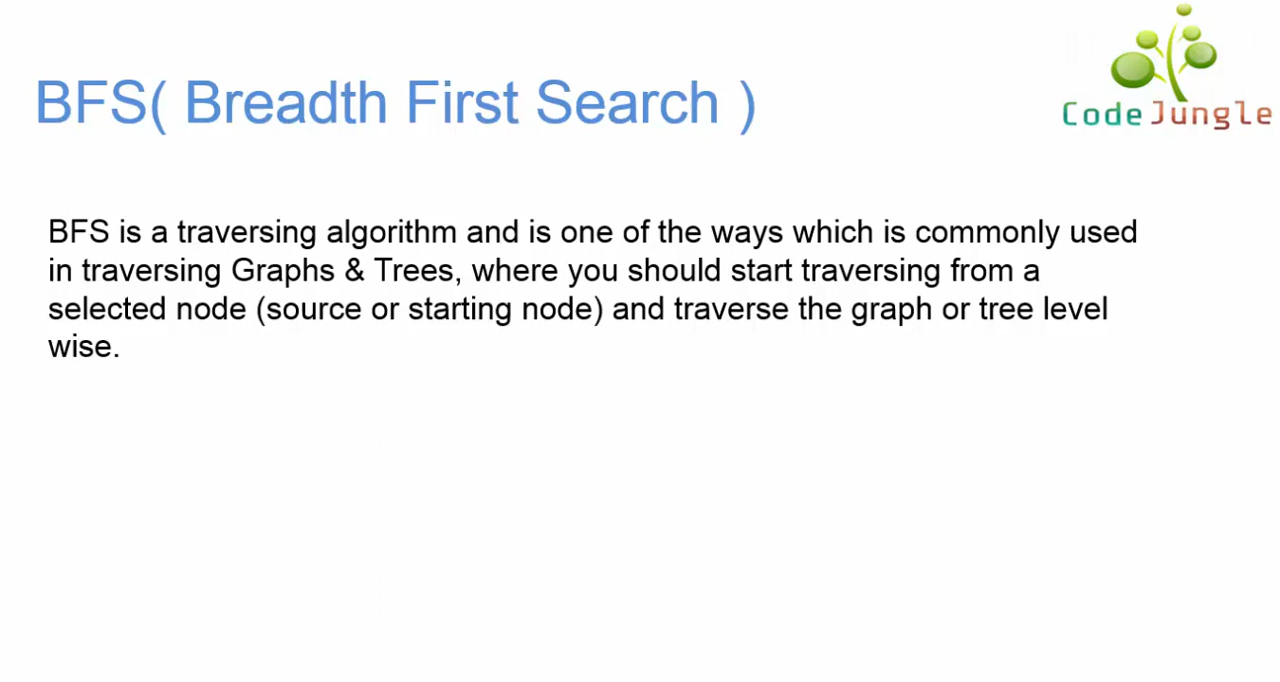 BFS( Breadth First Search )
Code Jungle
BFS is a traversing algorithm and is one of the ways which is commonly used
in traversing Graphs & Trees, where you should start traversing from a
selected node (source or starting node) and traverse the graph or tree level
wise.